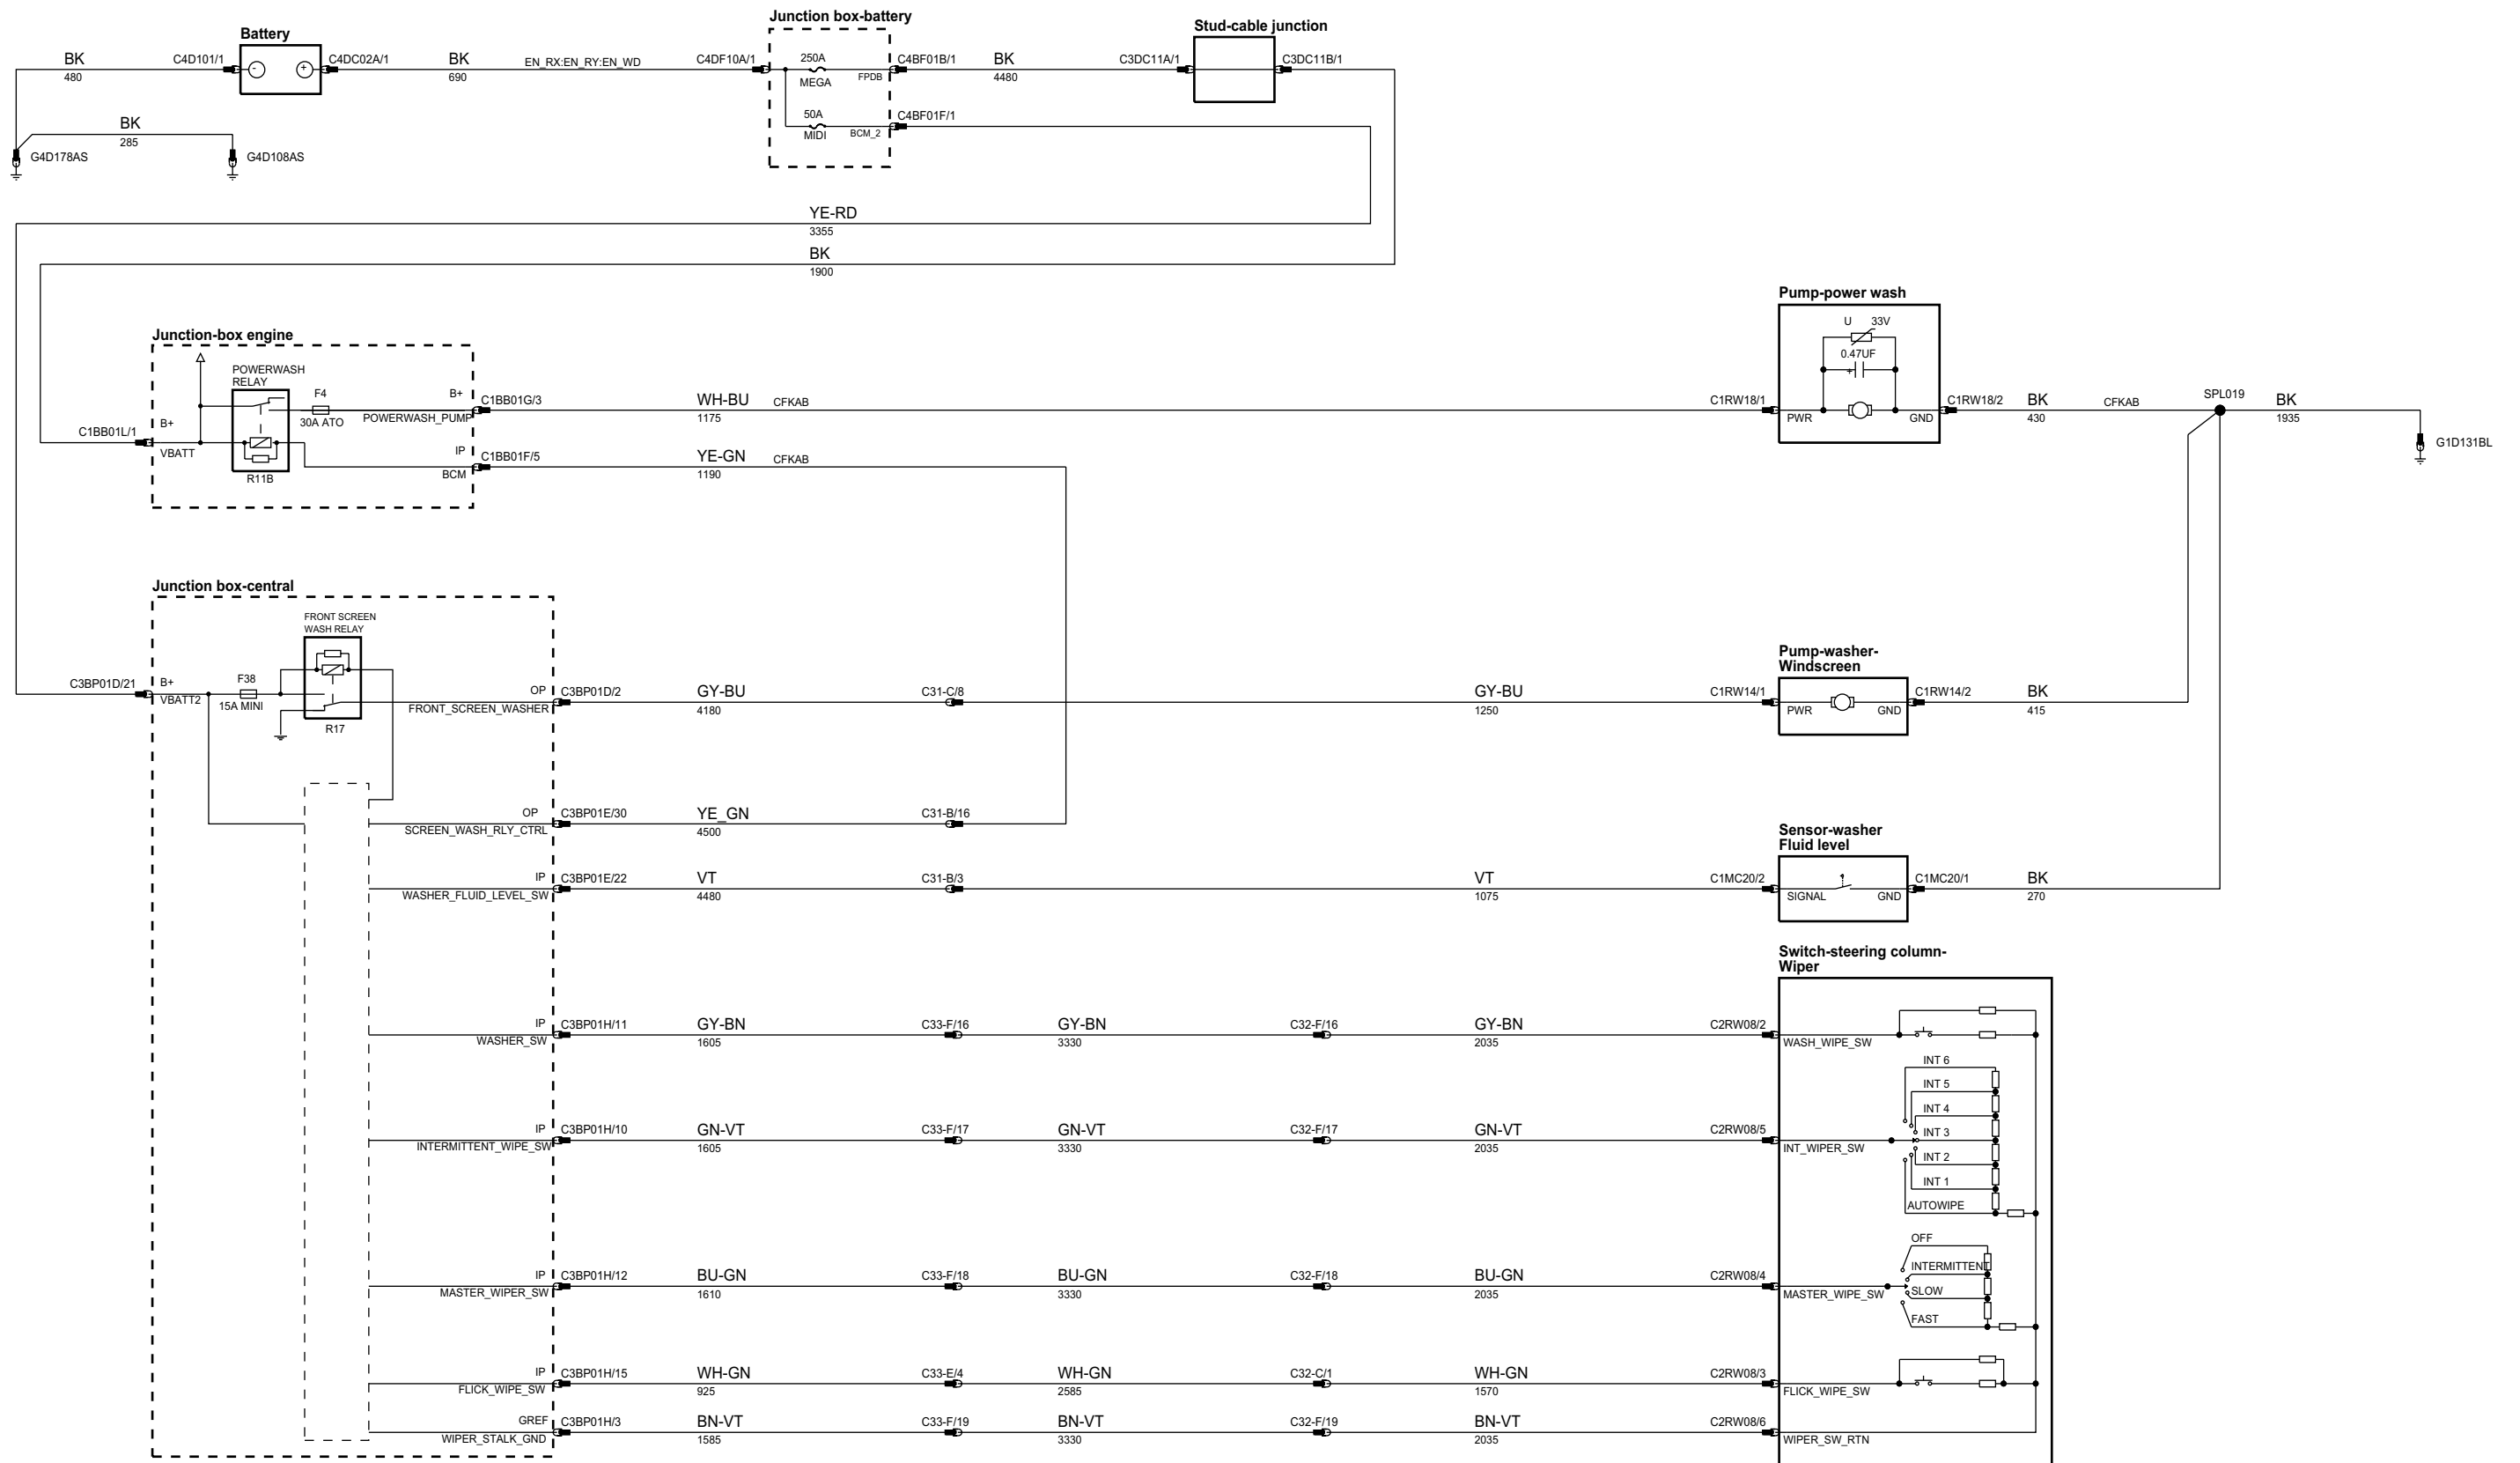 Junction box-battery
Stud-cable junction
Battery
BK
480
C4D101/1
-
+
C4DC02A/1
BK
690
EN_RX:EN_RY:EN_WD
C4DF10A/1
250A
MEGA
FPDB
C4BF01B/1
BK
4480
C3DC11A/1
C3DC11B/1
50A
MIDI
BCM_2
C4BF01F/1
BK
285
G4D178AS
G4D108AS
YE-RD
3355
BK
1900
Pump-power wash
U 33V
0.47UF
+
C1RW18/1
PWR
GND
C1RW18/2
BK
430
CFKAB
SPL019
BK
1935
G1D131BL
Junction-box engine
POWERWASH
RELAY
F4
30A ATO
B+
POWERWASH_PUMP
C1BB01G/3
WH-BU
1175
CFKAB
C1BB01L/1
B+
VBATT
R11B
IP
BCM
C1BB01F/5
YE-GN
1190
CFKAB
Junction box-central
FRONT SCREEN
WASH RELAY
C3BP01D/21
B+
VBATT2
F38
15A MINI
R17
OP
FRONT_SCREEN_WASHER
C3BP01D/2
GY-BU
4180
C31-C/8
GY-BU
1250
Pump-washer-
Windscreen
C1RW14/1
PWR
GND
C1RW14/2
BK
415
OP
SCREEN_WASH_RLY_CTRL
C3BP01E/30
YE_GN
4500
C31-B/16
Sensor-washer
Fluid level
IP
WASHER_FLUID_LEVEL_SW
C3BP01E/22
VT
4480
C31-B/3
VT
1075
C1MC20/2
SIGNAL
GND
C1MC20/1
BK
270
Switch-steering column-
Wiper
IP
WASHER_SW
C3BP01H/11
GY-BN
1605
C33-F/16
GY-BN
3330
C32-F/16
GY-BN
2035
C2RW08/2
WASH_WIPE_SW
INT 6
INT 5
INT 4
INT 3
INT 2
INT 1
AUTOWIPE
IP
INTERMITTENT_WIPE_SW
C3BP01H/10
GN-VT
1605
C33-F/17
GN-VT
3330
C32-F/17
GN-VT
2035
C2RW08/5
INT_WIPER_SW
OFF
INTERMITTENT
SLOW
FAST
IP
MASTER_WIPER_SW
C3BP01H/12
BU-GN
1610
C33-F/18
BU-GN
3330
C32-F/18
BU-GN
2035
C2RW08/4
MASTER_WIPE_SW
IP
FLICK_WIPE_SW
C3BP01H/15
WH-GN
925
C33-E/4
WH-GN
2585
C32-C/1
WH-GN
1570
C2RW08/3
FLICK_WIPE_SW
GREF
WIPER_STALK_GND
C3BP01H/3
BN-VT
1585
C33-F/19
BN-VT
3330
C32-F/19
BN-VT
2035
C2RW08/6
WIPER_SW_RTN